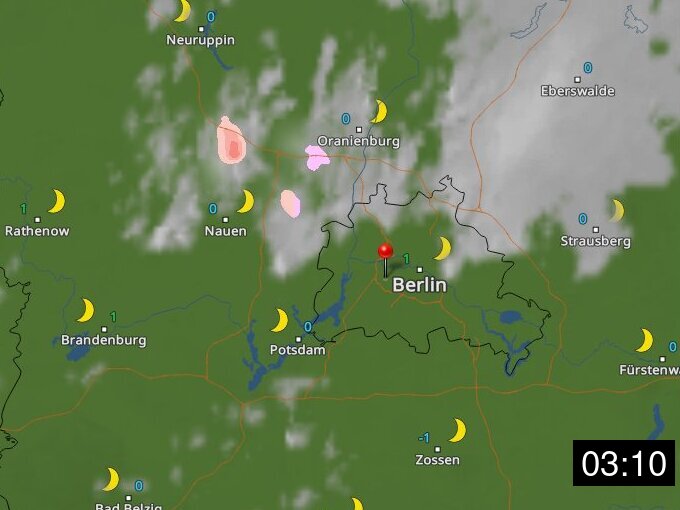 0
Neuruppin
0
Eberswalde
0
Oranienburg
1
Rathenow
0
Nauen
0
Strausberg
1
Berlin
1
Brandenburg
0
Potsdam
0
Fürstenwa
-1
Zossen
03:10
0
Bad Belzig